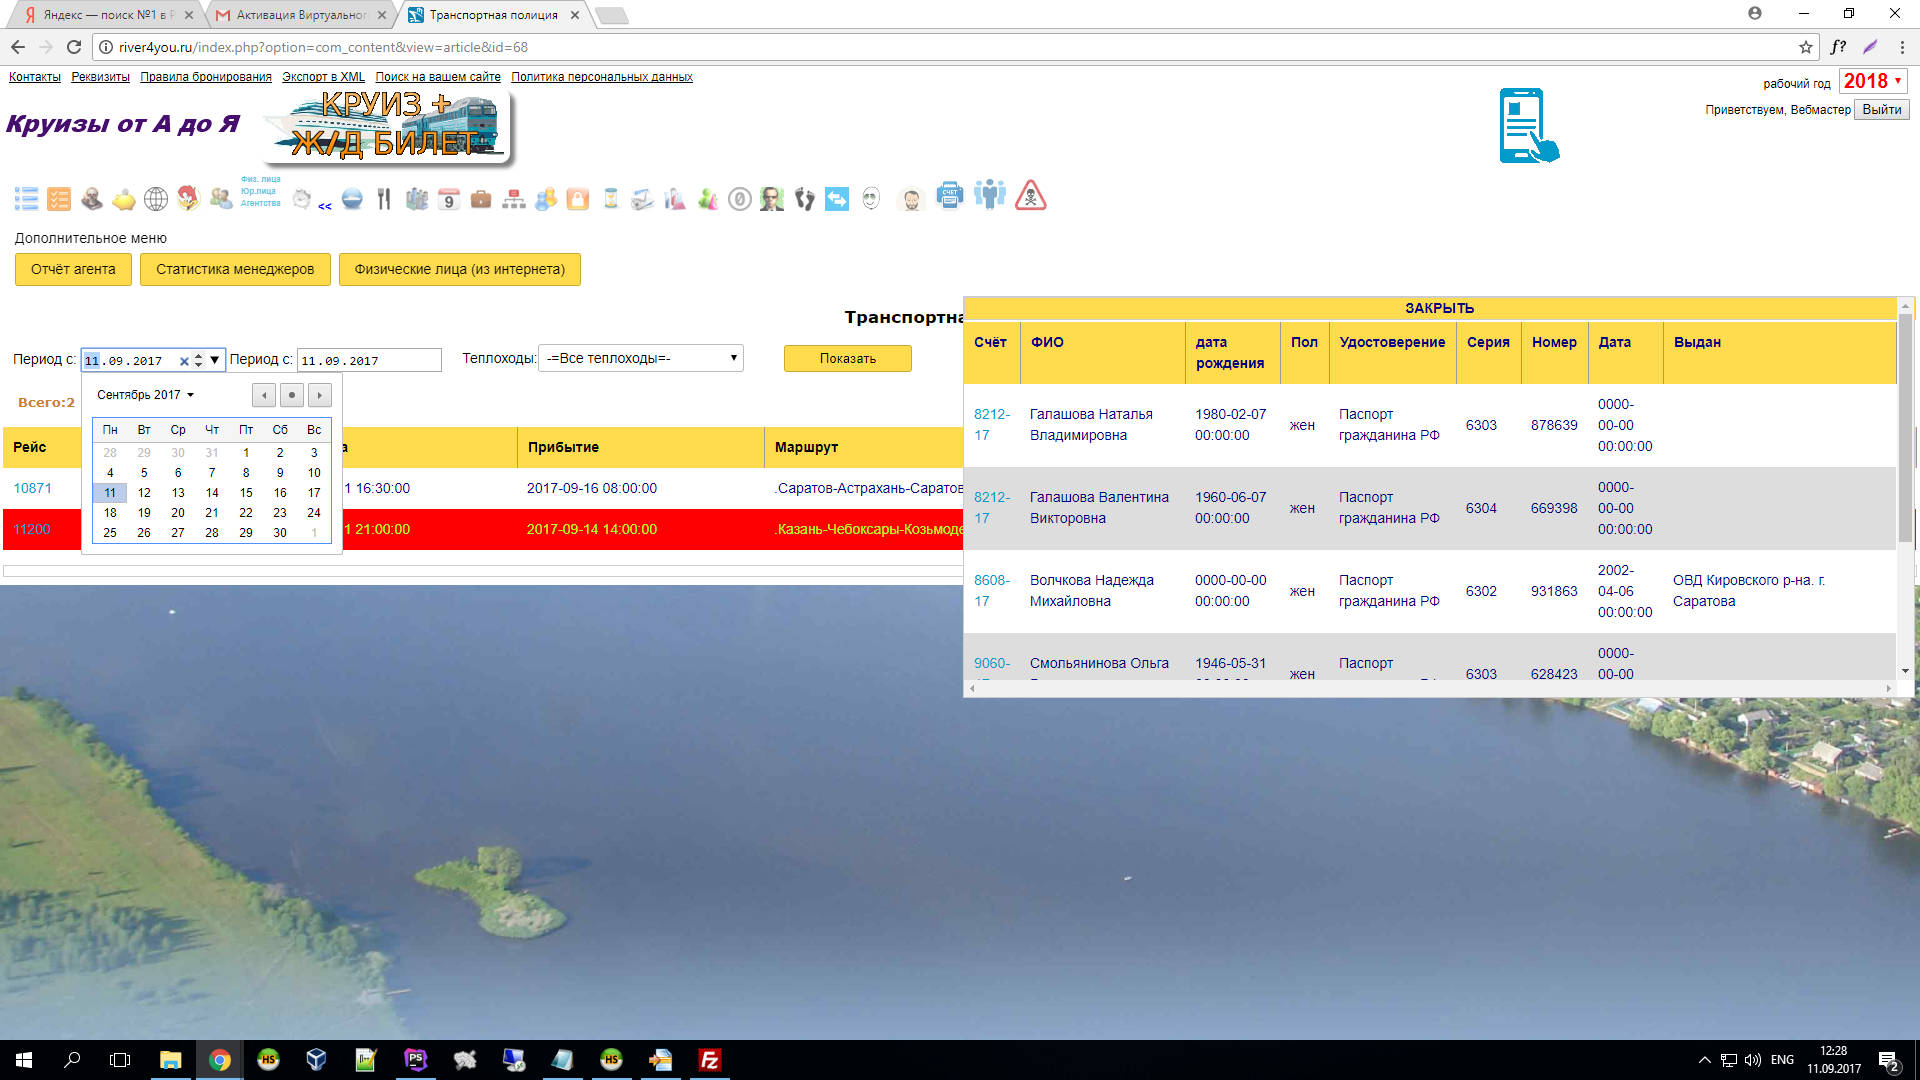 Яндекс — поиск №1 в Р
Активация Виртуального
Транспортная полиция
river4you.ru/index.php?option=com_content&view=article&id=68
f?
Контакты Реквизиты Правила бронирования Экспорт в XML Поиск на вашем сайте Политика персональных данных
рабочий год 2018
Приветствуем, Вебмастер Выйти
Круизы от А до Я
КРУИЗ +
Ж/Д БИЛЕТ
Физ. лица
Юр.лица
Агентства
<<
9
0
СЧЕТ
Дополнительное меню
Отчёт агента Статистика менеджеров Физические лица (из интернета)
Транспортна
Период с: 11.09.2017 Период с: 11.09.2017 Теплоходы: -=Все теплоходы=- Показать
Всего:2
Сентябрь 2017
Пн Вт Ср Чт Пт Сб Вс
28 29 30 31 1 2 3
4 5 6 7 8 9 10
11 12 13 14 15 16 17
18 19 20 21 22 23 24
25 26 27 28 29 30 1
Рейс а Прибытие Маршрут
10871 1 16:30:00 2017-09-16 08:00:00 .Саратов-Астрахань-Саратов
11200 1 21:00:00 2017-09-14 14:00:00 .Казань-Чебоксары-Козьмоде
ЗАКРЫТЬ
Счёт ФИО дата рождения Пол Удостоверение Серия Номер Дата Выдан
8212-17 Галашова Наталья Владимировна 1980-02-07 00:00:00 жен Паспорт гражданина РФ 6303 878639 0000-00-00 00:00:00
8212-17 Галашова Валентина Викторовна 1960-06-07 00:00:00 жен Паспорт гражданина РФ 6304 669398 0000-00-00 00:00:00
8608-17 Волчкова Надежда Михайловна 0000-00-00 00:00:00 жен Паспорт гражданина РФ 6302 931863 2002-04-06 00:00:00 ОВД Кировского р-на. г. Саратова
9060- Смольянинова Ольга 1946-05-31 жен Паспорт 6303 628423 0000-00-00
HS
PS
HS
FZ
ENG
12:28
11.09.2017
2